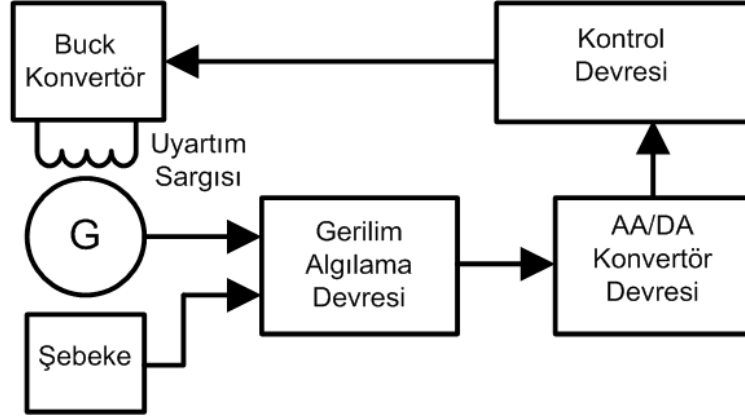 Buck
Konvertör
Kontrol
Devresi
Uyartım
Sargısı
G
Gerilim
Algılama
Devresi
AA/DA
Konvertör
Devresi
Şebeke